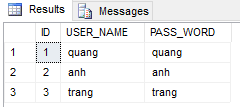 Results Messages
ID USER_NAME PASS_WORD
1 1 quang quang
2 2 anh anh
3 3 trang trang